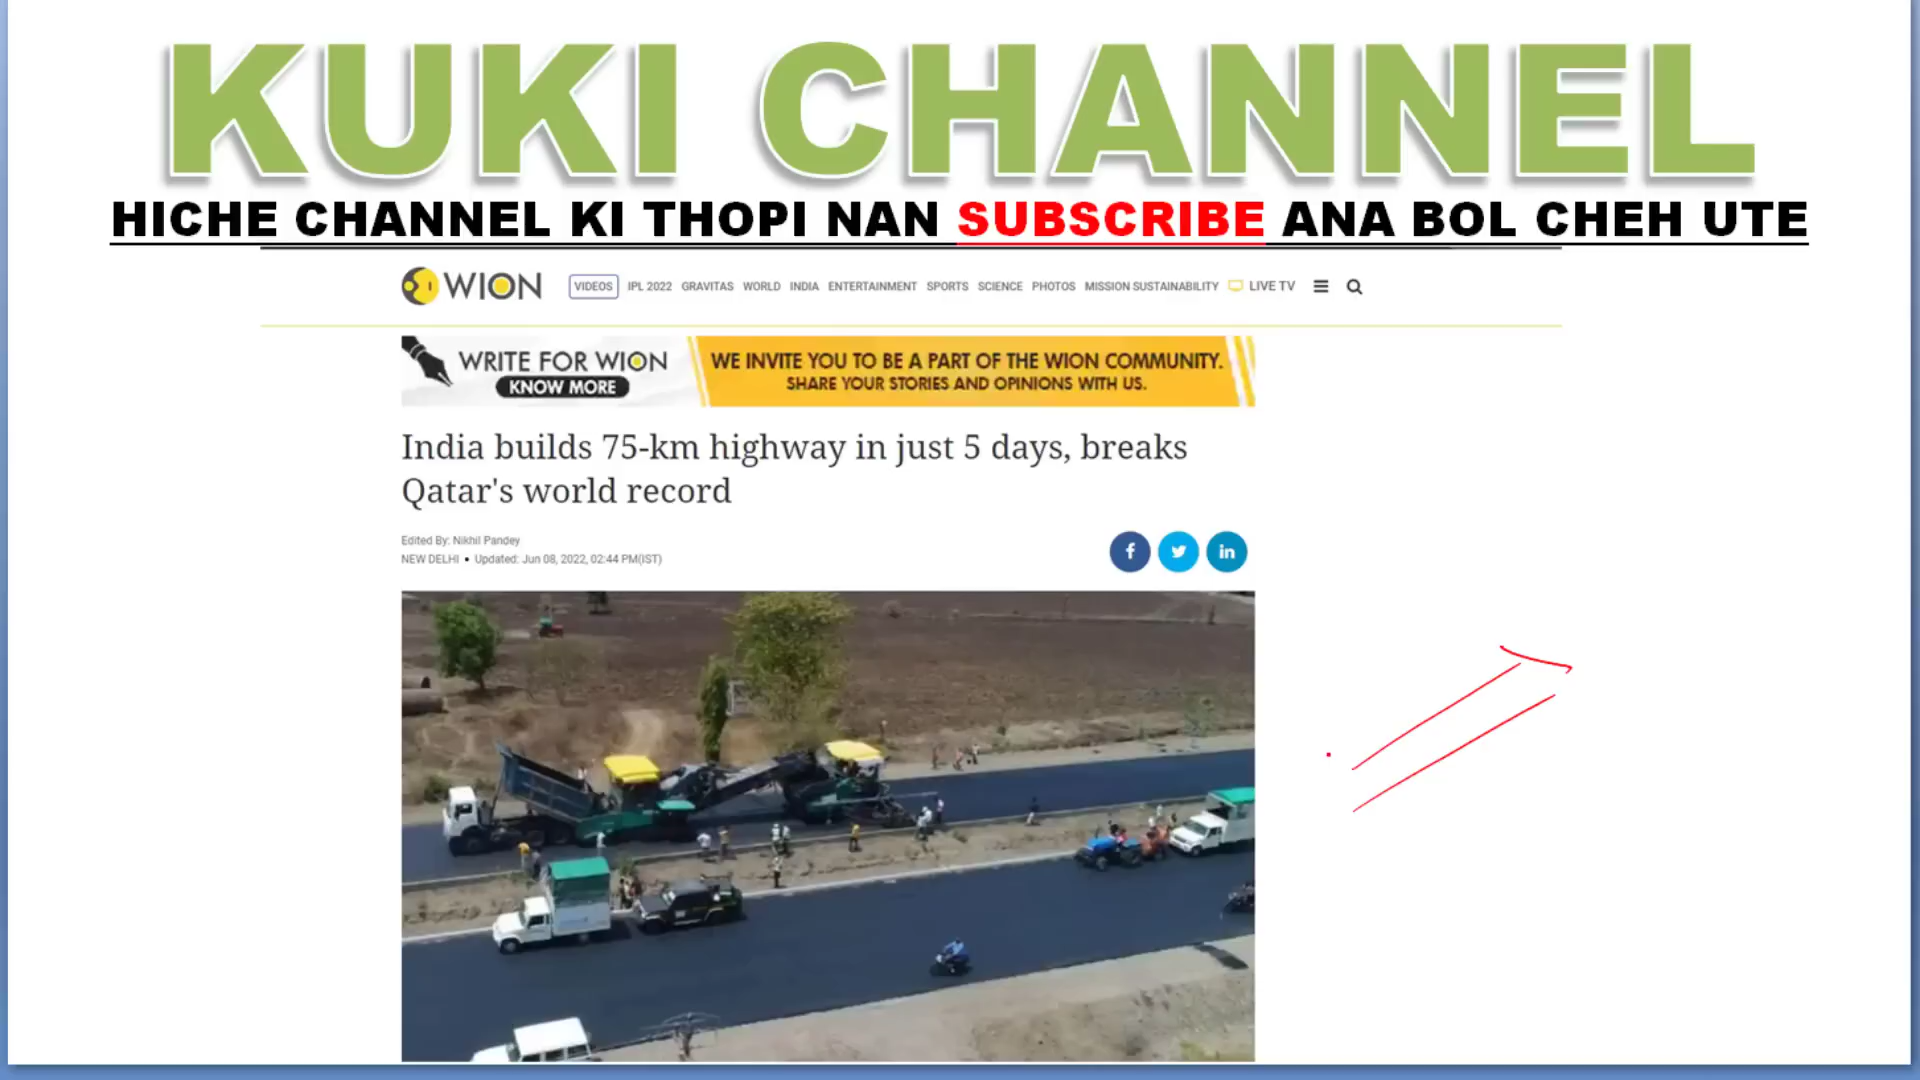 KUKI CHANNEL
HICHE CHANNEL KI THOPI NAN SUBSCRIBE ANA BOL CHEH UTE
WION VIDEOS IPL 2022 GRAVITAS WORLD INDIA ENTERTAINMENT SPORTS SCIENCE PHOTOS MISSION SUSTAINABILITY LIVE TV
WRITE FOR WION
KNOW MORE
WE INVITE YOU TO BE A PART OF THE WION COMMUNITY.
SHARE YOUR STORIES AND OPINIONS WITH US.
India builds 75-km highway in just 5 days, breaks
Qatar's world record
Edited By: Nikhil Pandey
NEW DELHI • Updated: Jun 08, 2022, 02:44 PM(IST)